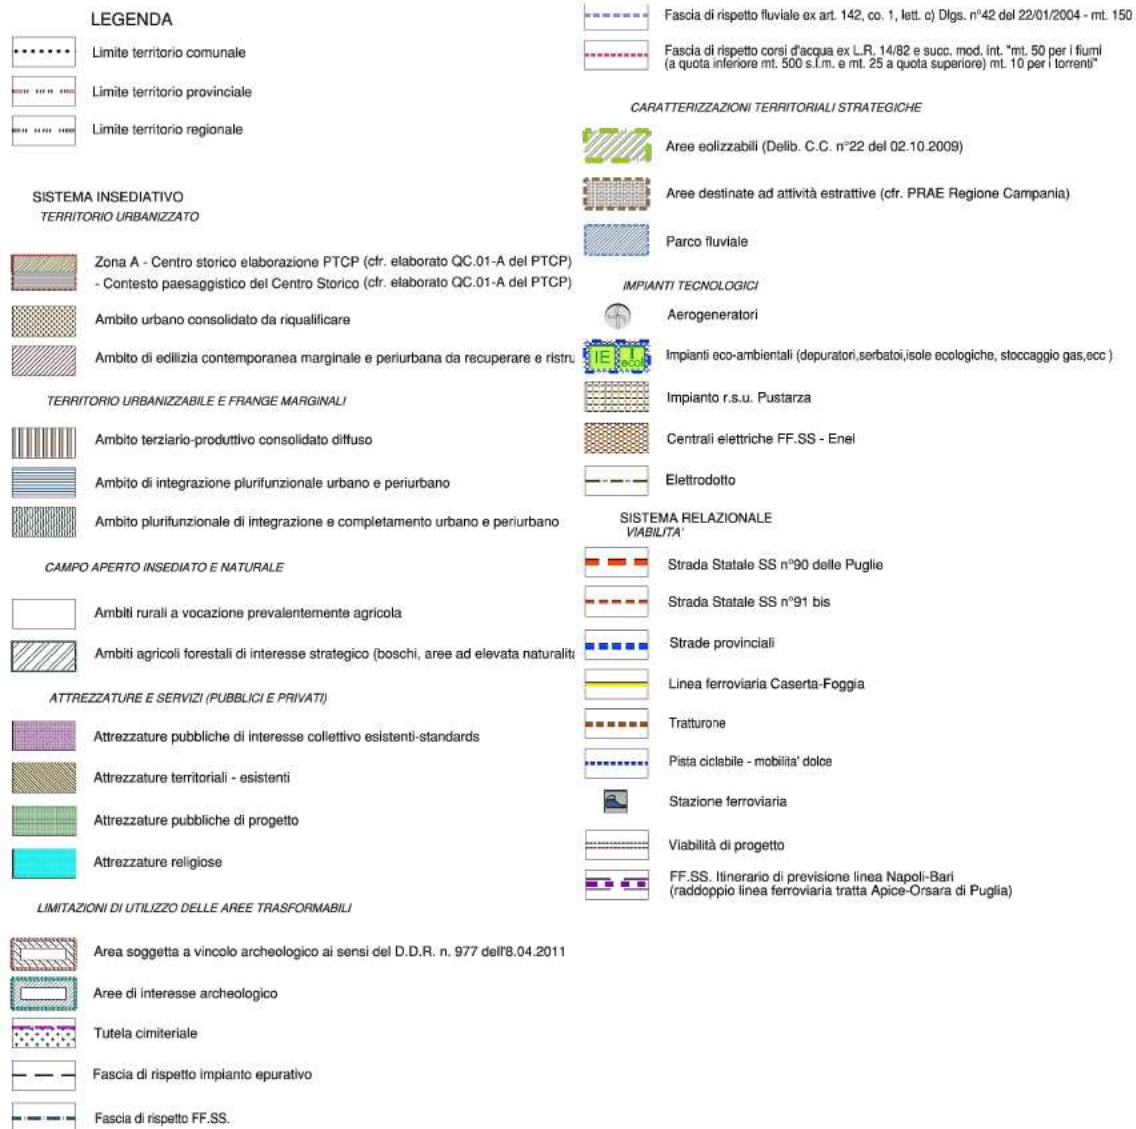 LEGENDA
Limite territorio comunale
Limite territorio provinciale
Limite territorio regionale
SISTEMA INSEDIATIVO
TERRITORIO URBANIZZATO
Zona A - Centro storico elaborazione PTCP (cfr. elaborato QC.01-A del PTCP)
- Contesto paesaggistico del Centro Storico (cfr. elaborato QC.01-A del PTCP)
Ambito urbano consolidato da riqualificare
Ambito di edilizia contemporanea marginale e periurbana da recuperare e ristru
TERRITORIO URBANIZZABILE E FRANGE MARGINALI
Ambito terziario-produttivo consolidato diffuso
Ambito di integrazione plurifunzionale urbano e periurbano
Ambito plurifunzionale di integrazione e completamento urbano e periurbano
CAMPO APERTO INSEDIATO E NATURALE
Ambiti rurali a vocazione prevalentemente agricola
Ambiti agricoli forestali di interesse strategico (boschi, aree ad elevata naturalita
ATTREZZATURE E SERVIZI (PUBBLICI E PRIVATI)
Attrezzature pubbliche di interesse collettivo esistenti-standards
Attrezzature territoriali - esistenti
Attrezzature pubbliche di progetto
Attrezzature religiose
LIMITAZIONI DI UTILIZZO DELLE AREE TRASFORMABILI
Area soggetta a vincolo archeologico ai sensi del D.D.R. n. 977 dell'8.04.2011
Aree di interesse archeologico
Tutela cimiteriale
Fascia di rispetto impianto epurativo
Fascia di rispetto FF.SS.
Fascia di rispetto fluviale ex art. 142, co. 1, lett. c) Dlgs. n°42 del 22/01/2004 - mt. 150
Fascia di rispetto corsi d'acqua ex L.R. 14/82 e succ. mod. int. "mt. 50 per i fiumi
(a quota inferiore mt. 500 s.l.m. e mt. 25 a quota superiore) mt. 10 per i torrenti"
CARATTERIZZAZIONI TERRITORIALI STRATEGICHE
Aree eolizzabili (Delib. C.C. n°22 del 02.10.2009)
Aree destinate ad attività estrattive (cfr. PRAE Regione Campania)
Parco fluviale
IMPIANTI TECNOLOGICI
Aerogeneratori
IE I ecol Impianti eco-ambientali (depuratori,serbatoi,isole ecologiche, stoccaggio gas,ecc )
Impianto r.s.u. Pustarza
Centrali elettriche FF.SS - Enel
Elettrodotto
SISTEMA RELAZIONALE
VIABILITA'
Strada Statale SS n°90 delle Puglie
Strada Statale SS n°91 bis
Strade provinciali
Linea ferroviaria Caserta-Foggia
Tratturone
Pista ciclabile - mobilita' dolce
Stazione ferroviaria
Viabilità di progetto
FF.SS. Itinerario di previsione linea Napoli-Bari
(raddoppio linea ferroviaria tratta Apice-Orsara di Puglia)